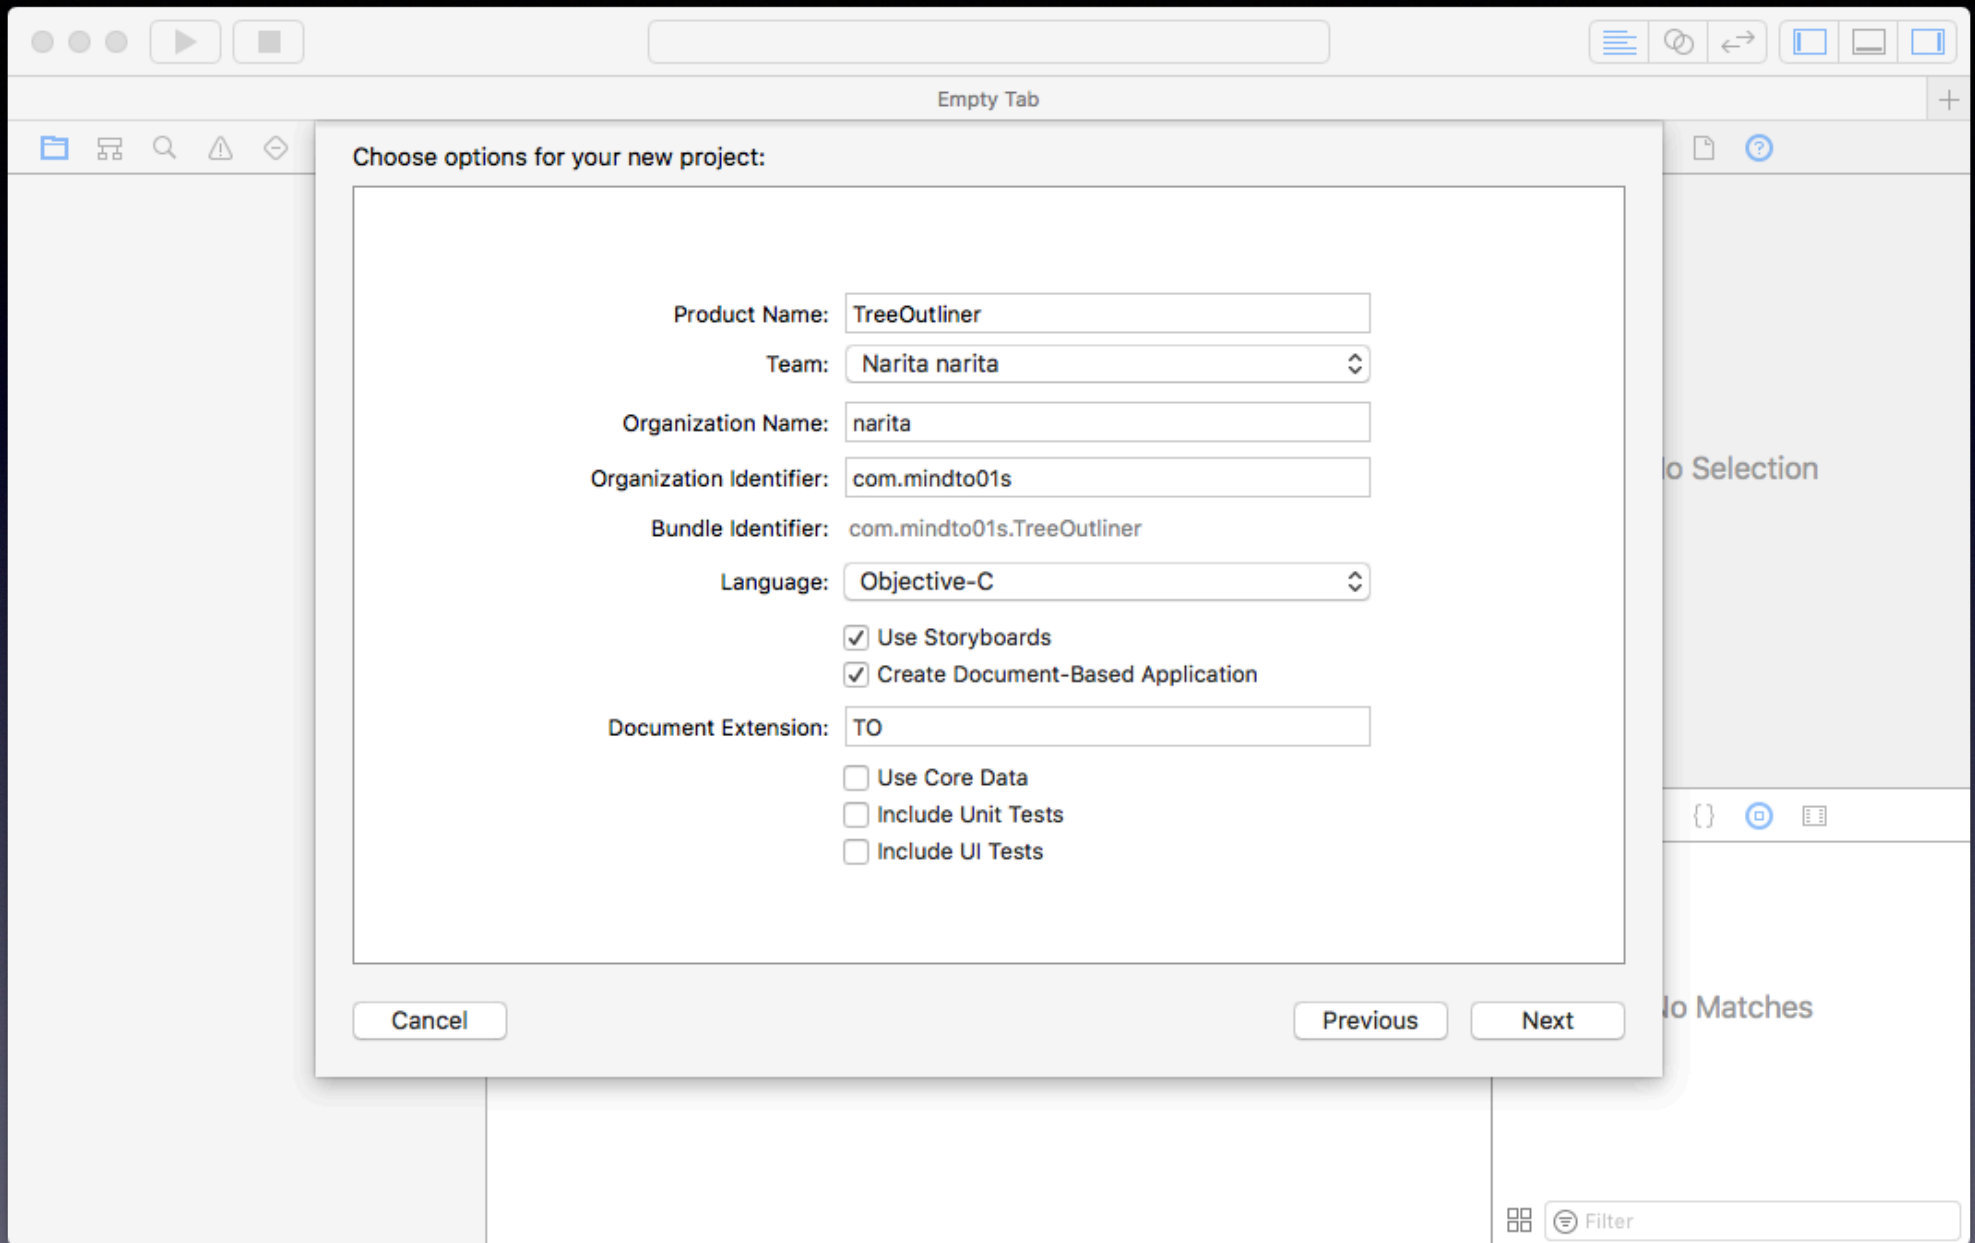 Empty Tab
Choose options for your new project:
Product Name: TreeOutliner
Team: Narita narita
Organization Name: narita
Organization Identifier: com.mindto01s
Bundle Identifier: com.mindto01s.TreeOutliner
Language: Objective-C
Use Storyboards
Create Document-Based Application
Document Extension: TO
Use Core Data
Include Unit Tests
Include UI Tests
Cancel
Previous
Next
o Selection
o Matches
Filter